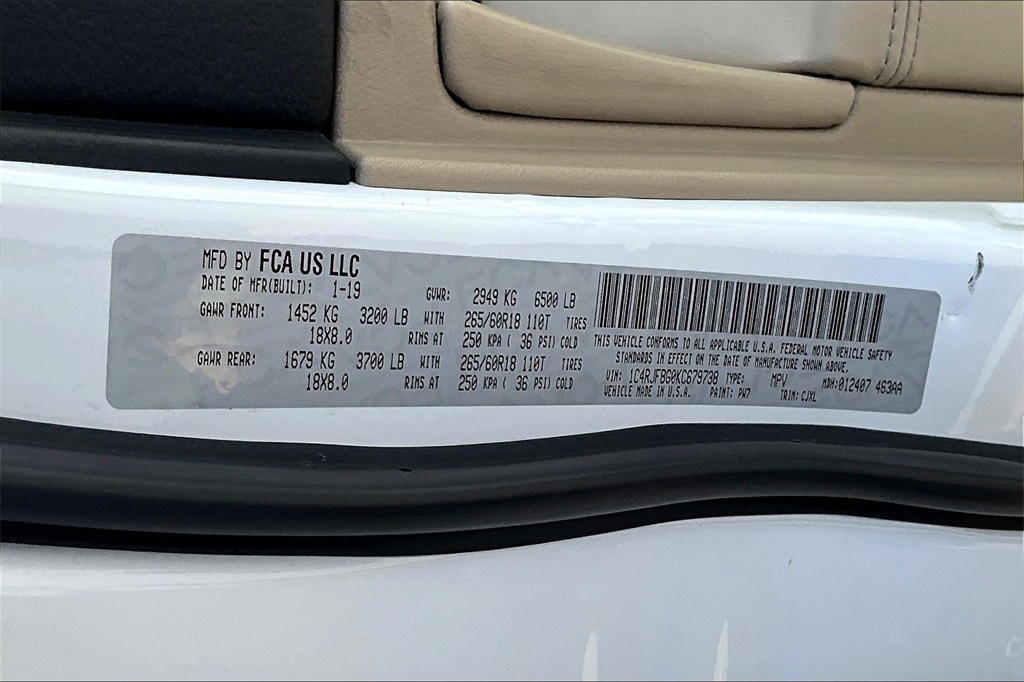 MFD BY FCA US LLC
DATE OF MFR(BUILT): 1-19 GVWR: 2949 KG 6500 LB
GAWR FRONT: 1452 KG 3200 LB WITH 265/60R18 110T TIRES
18X8.0 RIMS AT 250 KPA ( 36 PSI) COLD
GAWR REAR: 1679 KG 3700 LB WITH 265/60R18 110T TIRES
18X8.0 RIMS AT 250 KPA ( 36 PSI) COLD
THIS VEHICLE CONFORMS TO ALL APPLICABLE U.S.A. FEDERAL MOTOR VEHICLE SAFETY
STANDARDS IN EFFECT ON THE DATE OF MANUFACTURE SHOWN ABOVE.
VIN: 1C4RJFBG0KC679738 TYPE: MPV MDH:012407 463AA
VEHICLE MADE IN U.S.A. PAINT: PW7 TRIM: CJXL